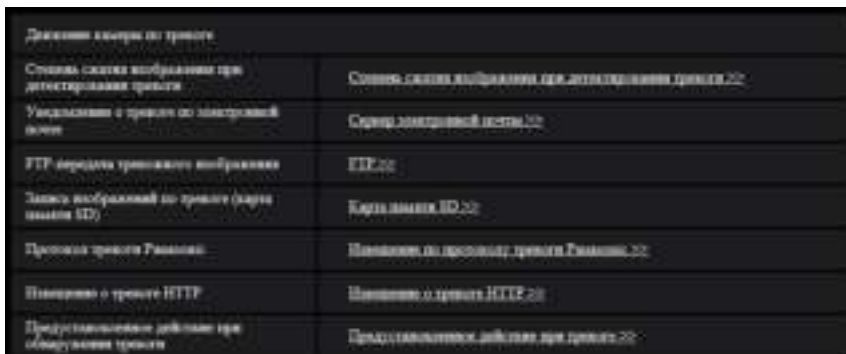 Движение камеры по тревоге
Степень сжатия изображения при
детектировании тревоги
Степень сжатия изображения при детектировании тревоги >>
Уведомление о тревоге по электронной
почте
Сервер электронной почты >>
FTP-передача тревожного изображения
FTP >>
Запись изображений по тревоге (карта
памяти SD)
Карта памяти SD >>
Протокол тревоги Panasonic
Извещение по протоколу тревоги Panasonic >>
Извещение о тревоге HTTP
Извещение о тревоге HTTP >>
Предустановленное действие при
обнаружении тревоги
Предустановленное действие при тревоге >>